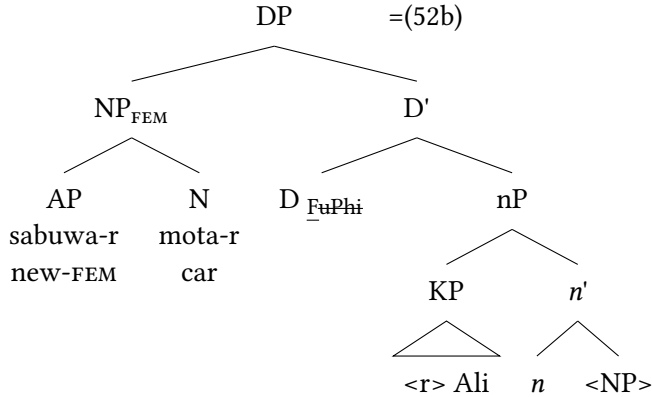 DP =(52b)
NP FEM D'
AP N D FuPhi nP
sabuwa-r mota-r
new-FEM car
KP n'
<r> Ali n <NP>